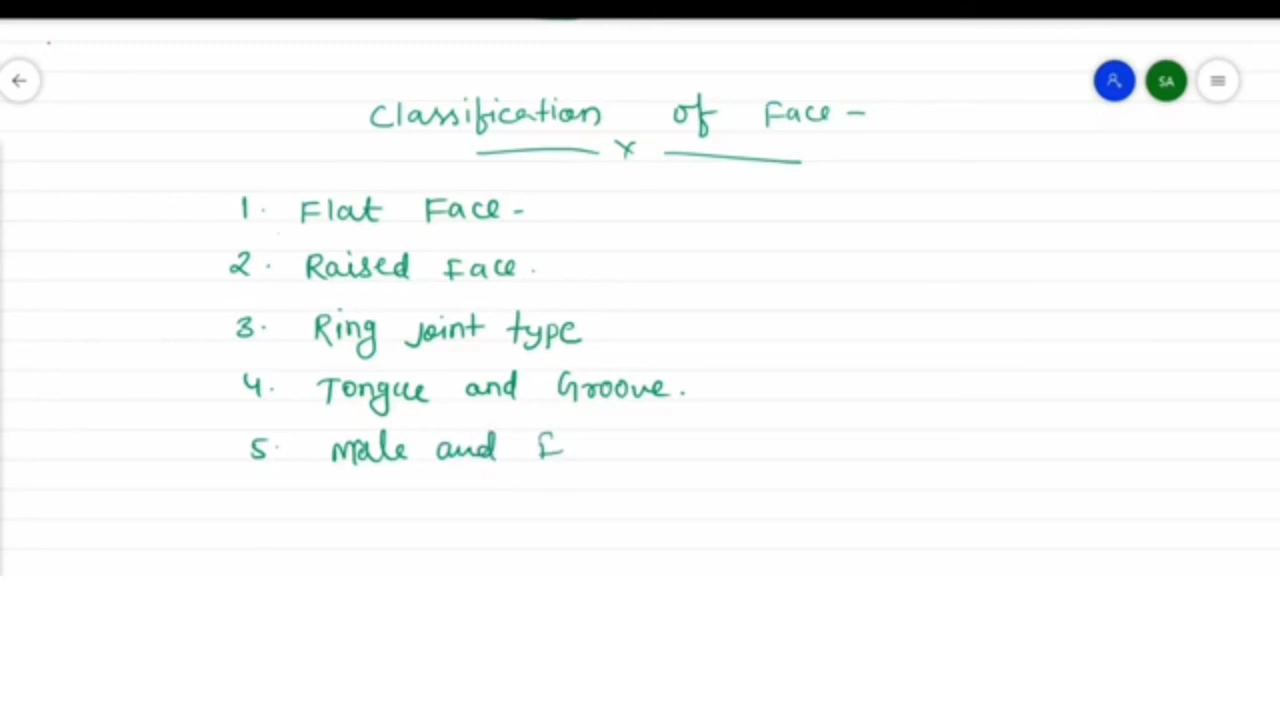 SA
Classification of Face -
x
1. Flat Face -
2. Raised Face.
3. Ring joint type
4. Tongue and Groove.
5. male and F